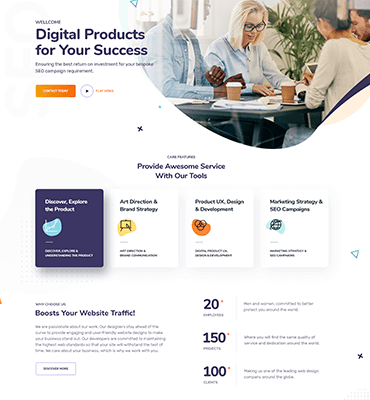 WELLCOME
Digital Products
for Your Success
Ensuring the best return on investment for your bespoke
SEO campaign requirement.
CONTACT TODAY
PLAY VIDEO
CARE FEATURES
Provide Awesome Service
With Our Tools
Discover, Explore
the Product
DISCOVER, EXPLORE &
UNDERSTANDING THE PRODUCT
Art Direction &
Brand Strategy
ART DIRECTION &
BRAND COMMUNICATION
Product UX, Design
& Development
DIGITAL PRODUCT UX,
DESIGN & DEVELOPMENT
Marketing Strategy &
SEO Campaigns
MARKETING STRATEGY &
SEO CAMPAIGNS
WHY CHOOSE US
Boosts Your Website Traffic!
We are passionate about our work. Our designers stay ahead of the
curve to provide engaging and user-friendly website designs to make
your business stand out. Our developers are committed to maintaining
the highest web standards so that your site will withstand the test of
time. We care about your business, which is why we work with you.
DISCOVER MORE
20+
EMPLOYEES
Men and women, committed to better
protect you around the world.
150+
PROJECTS
Where you will find the same quality of
service and dedication around the world.
100+
CLIENTS
Making us one of the leading web design
company around the globe.